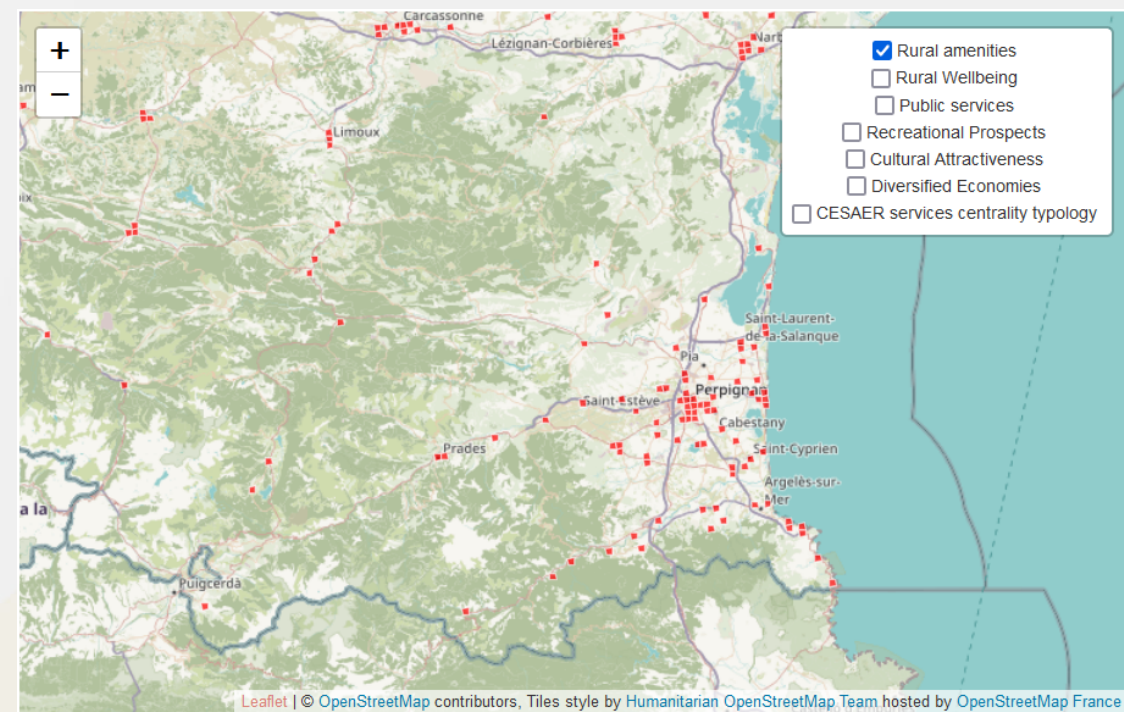 Carcassonne
+
Lézignan-Corbières
Nart
Rural amenities
−
Rural Wellbeing
Public services
Limoux
Recreational Prospects
Cultural Attractiveness
Diversified Economies
CESAER services centrality typology
Saint-Laurent-
de-la-Salanque
Pia
Perpignan
Saint-Estève
Cabestany
Prades
Saint-Cyprien
Argelès-sur-
Mer
a la
Puigcerdà
Leaflet | © OpenStreetMap contributors, Tiles style by Humanitarian OpenStreetMap Team hosted by OpenStreetMap France